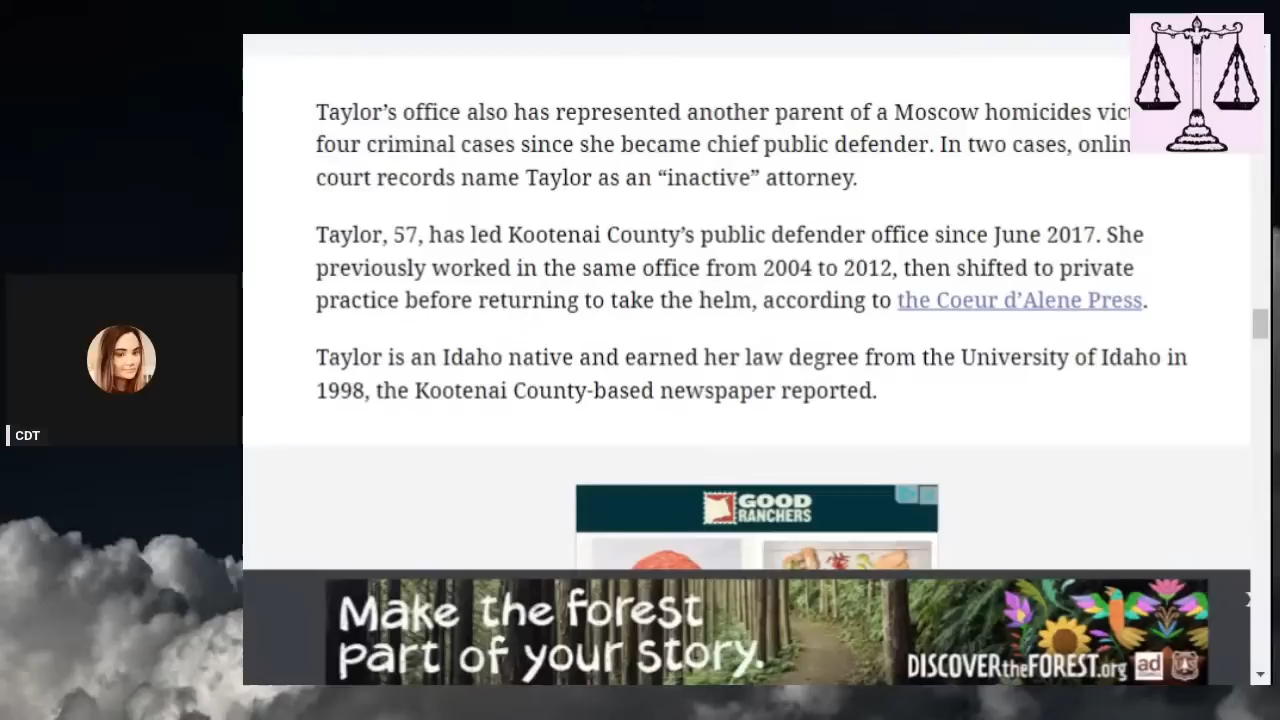 Taylor’s office also has represented another parent of a Moscow homicides
four criminal cases since she became chief public defender. In two cases,
court records name Taylor as an “inactive” attorney.
Taylor, 57, has led Kootenai County’s public defender office since June 2017. She
previously worked in the same office from 2004 to 2012, then shifted to private
practice before returning to take the helm, according to the Coeur d’Alene Press.
Taylor is an Idaho native and earned her law degree from the University of Idaho in
1998, the Kootenai County-based newspaper reported.
CDT
GOOD
RANCHERS
Make the forest
part of your story.
DISCOVERtheFOREST.org
ad